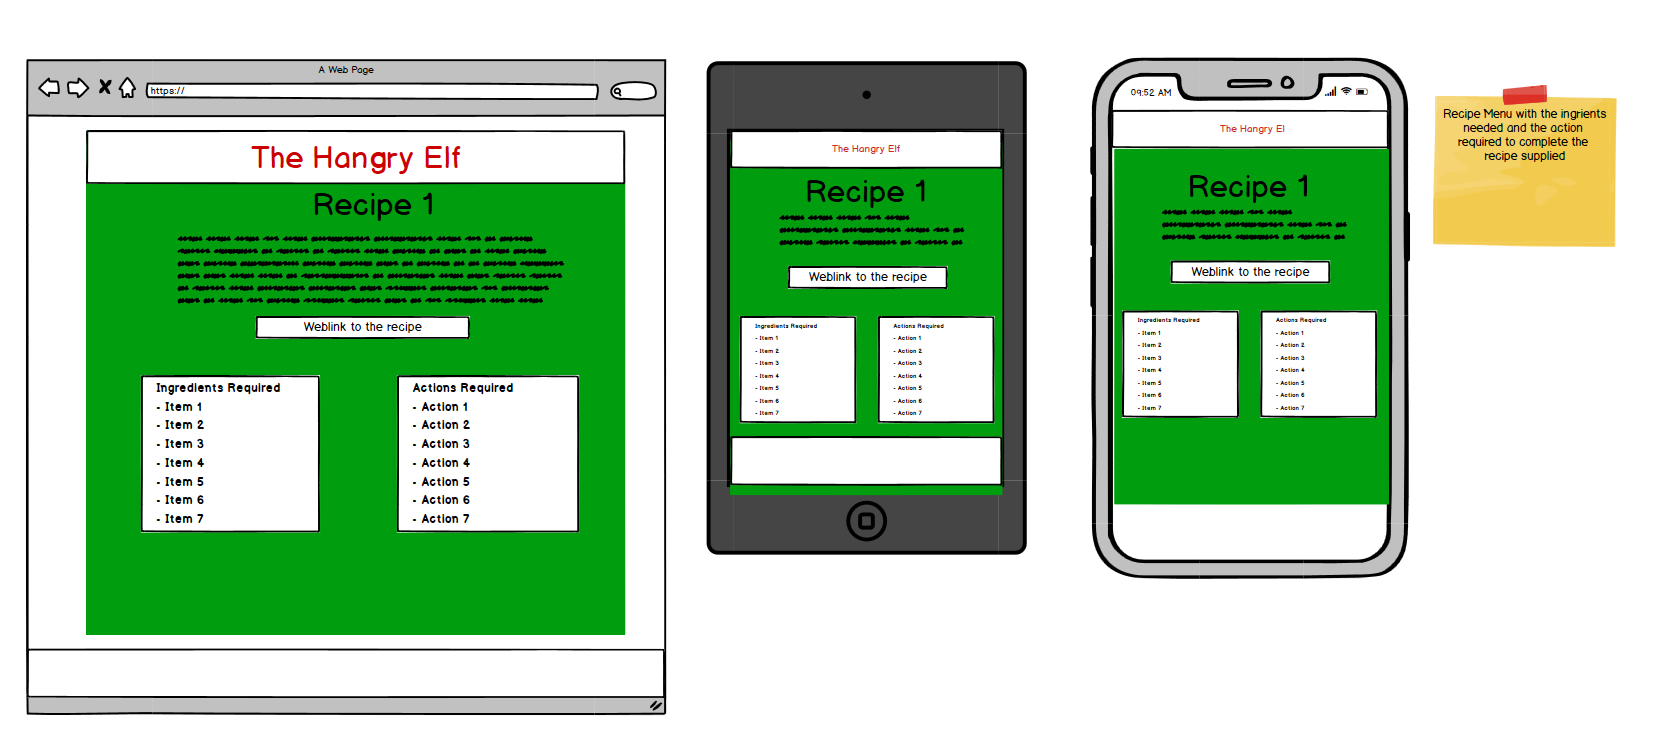 A Web Page
https://
The Hangry Elf
Recipe 1
Weblink to the recipe
Ingredients Required
- Item 1
- Item 2
- Item 3
- Item 4
- Item 5
- Item 6
- Item 7
Actions Required
- Action 1
- Action 2
- Action 3
- Action 4
- Action 5
- Action 6
- Action 7
The Hangry Elf
Recipe 1
Weblink to the recipe
Ingredients Required
- Item 1
- Item 2
- Item 3
- Item 4
- Item 5
- Item 6
- Item 7
Actions Required
- Action 1
- Action 2
- Action 3
- Action 4
- Action 5
- Action 6
- Action 7
09:52 AM
The Hangry El
Recipe 1
Weblink to the recipe
Ingredients Required
- Item 1
- Item 2
- Item 3
- Item 4
- Item 5
- Item 6
- Item 7
Actions Required
- Action 1
- Action 2
- Action 3
- Action 4
- Action 5
- Action 6
- Action 7
Recipe Menu with the ingrients
needed and the action
required to complete the
recipe supplied